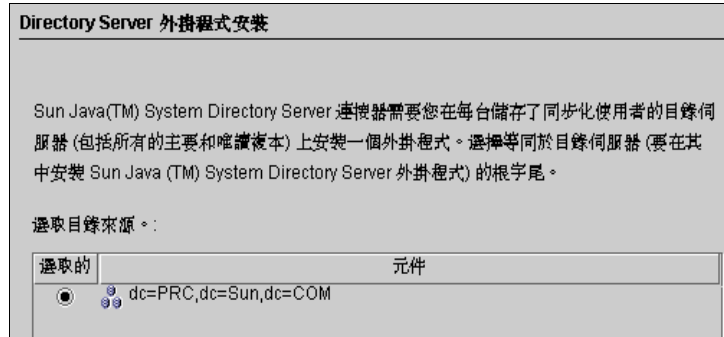 Directory Server 外掛程式安裝
Sun Java(TM) System Directory Server 連接器需要您在每台儲存了同步化使用者的目錄伺
服器 (包括所有的主要和唯讀複本) 上安裝一個外掛程式。選擇等同於目錄伺服器 (要在其
中安裝 Sun Java (TM) System Directory Server 外掛程式) 的根字尾。
選取目錄來源。:
選取的 元件
dc=PRC,dc=Sun,dc=COM